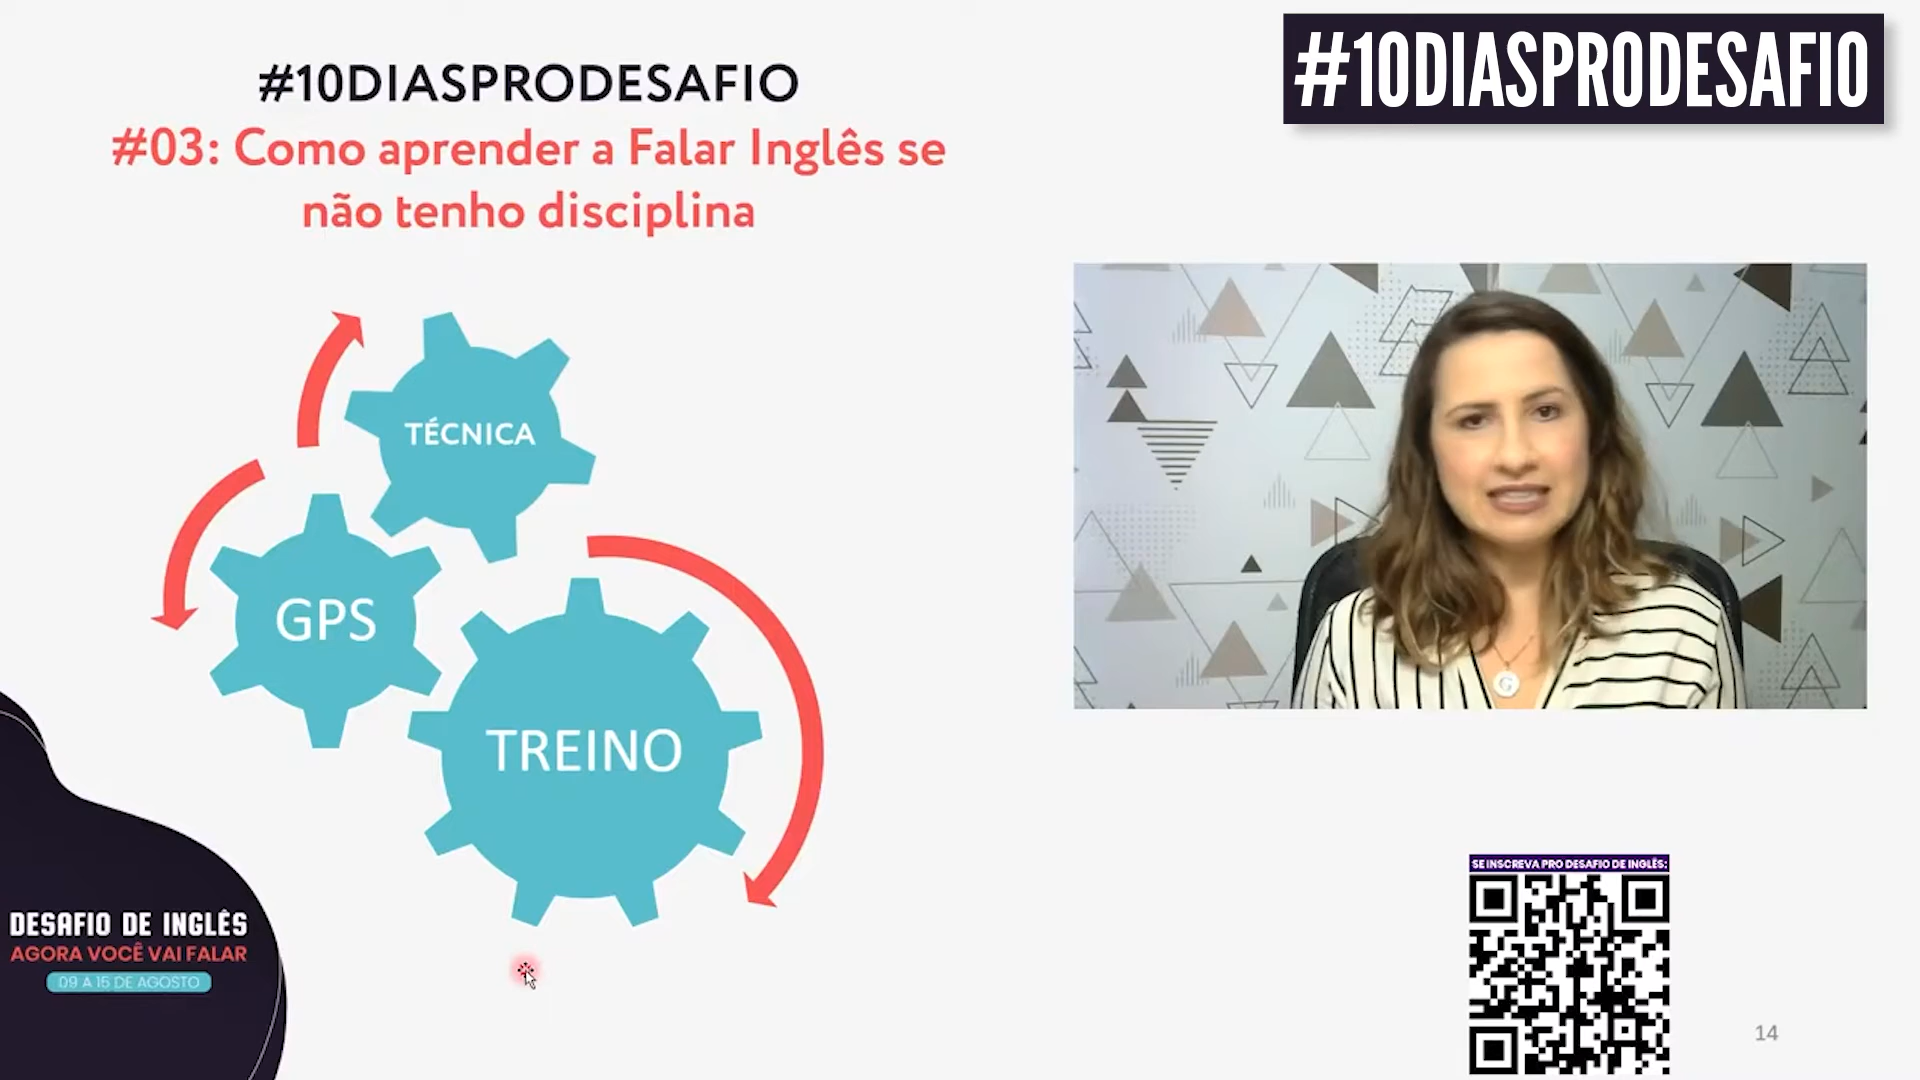 #10DIASPRODESAFIO
#10DIASPRODESAFIO
#03: Como aprender a Falar Inglês se
não tenho disciplina
TÉCNICA
GPS
TREINO
G
DESAFIO DE INGLÊS
AGORA VOCÊ VAI FALAR
09 A 15 DE AGOSTO
SE INSCREVA PRO DESAFIO DE INGLÊS:
14